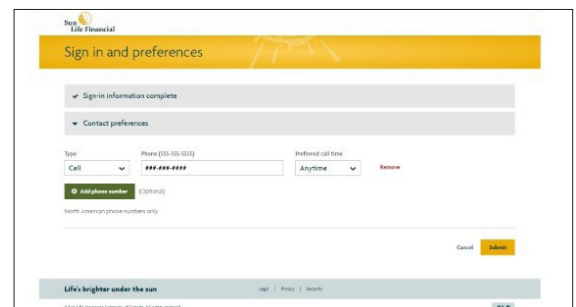 Sun
Life Financial
Sign in and preferences
Sign-in information complete
Contact preferences
Type Phone (555-555-5555) Preferred call time
Cell ###-###-#### Anytime Remove
Add phone number (Optional)
North American phone numbers only.
Cancel Submit
Life's brighter under the sun Legal | Privacy | Security